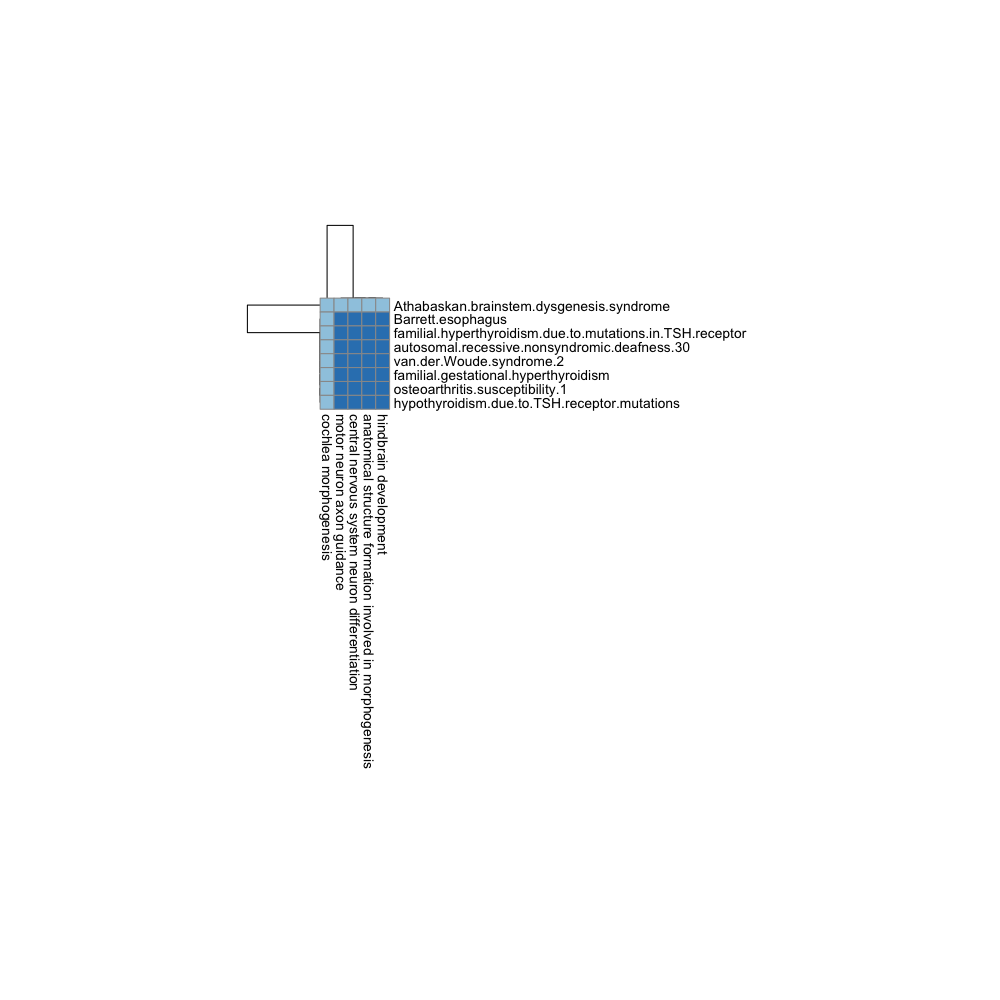 Athabaskan.brainstem.dysgenesis.syndrome
Barrett.esophagus
familial.hyperthyroidism.due.to.mutations.in.TSH.receptor
autosomal.recessive.nonsyndromic.deafness.30
van.der.Woude.syndrome.2
familial.gestational.hyperthyroidism
osteoarthritis.susceptibility.1
hypothyroidism.due.to.TSH.receptor.mutations
cochlea morphogenesis
motor neuron axon guidance
central nervous system neuron differentiation
anatomical structure formation involved in morphogenesis
hindbrain development